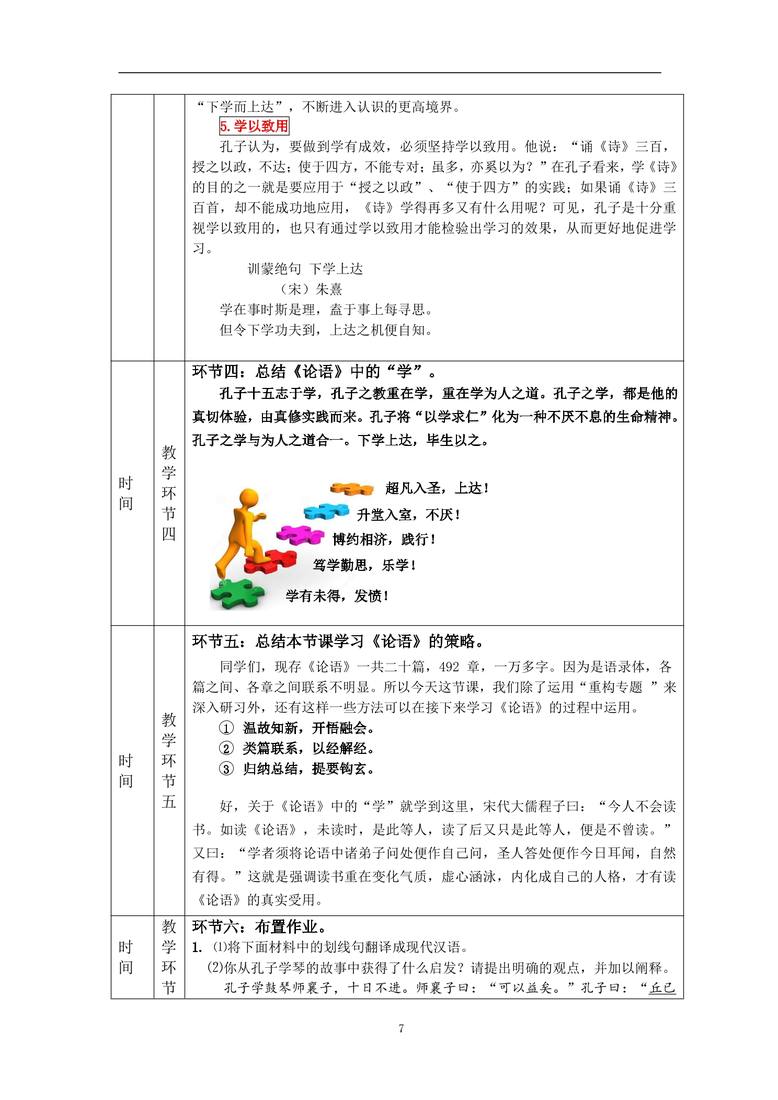 “下学而上达”，不断进入认识的更高境界。
5.学以致用
孔子认为，要做到学有成效，必须坚持学以致用。他说：“诵《诗》三百，
授之以政，不达；使于四方，不能专对；虽多，亦奚以为？”在孔子看来，学《诗》
的目的之一就是要应用于“授之以政”、“使于四方”的实践；如果诵《诗》三
百首，却不能成功地应用，《诗》学得再多又有什么用呢？可见，孔子是十分重
视学以致用的，也只有通过学以致用才能检验出学习的效果，从而更好地促进学
习。
训蒙绝句 下学上达
（宋）朱熹
学在事时斯是理，盍于事上每寻思。
但令下学功夫到，上达之机便自知。
时间
教学环节四
环节四：总结《论语》中的“学”。
孔子十五志于学，孔子之教重在学，重在学为人之道。孔子之学，都是他的
真切体验，由真修实践而来。孔子将“以学求仁”化为一种不厌不息的生命精神。
孔子之学与为人之道合一。下学上达，毕生以之。
超凡入圣，上达！
升堂入室，不厌！
博约相济，践行！
笃学勤思，乐学！
学有未得，发愤！
时间
教学环节五
环节五：总结本节课学习《论语》的策略。
同学们，现存《论语》一共二十篇，492 章，一万多字。因为是语录体，各
篇之间、各章之间联系不明显。所以今天这节课，我们除了运用“重构专题 ”来
深入研习外，还有这样一些方法可以在接下来学习《论语》的过程中运用。
① 温故知新，开悟融会。
② 类篇联系，以经解经。
③ 归纳总结，提要钩玄。
好，关于《论语》中的“学”就学到这里，宋代大儒程子曰：“今人不会读
书。如读《论语》，未读时，是此等人，读了后又只是此等人，便是不曾读。”
又曰：“学者须将论语中诸弟子问处便作自己问，圣人答处便作今日耳闻，自然
有得。”这就是强调读书重在变化气质，虚心涵泳，内化成自己的人格，才有读
《论语》的真实受用。
时间
教学环节
环节六：布置作业。
1. ⑴将下面材料中的划线句翻译成现代汉语。
⑵你从孔子学琴的故事中获得了什么启发？请提出明确的观点，并加以阐释。
孔子学鼓琴师襄子，十日不进。师襄子曰：“可以益矣。”孔子曰：“丘已
7